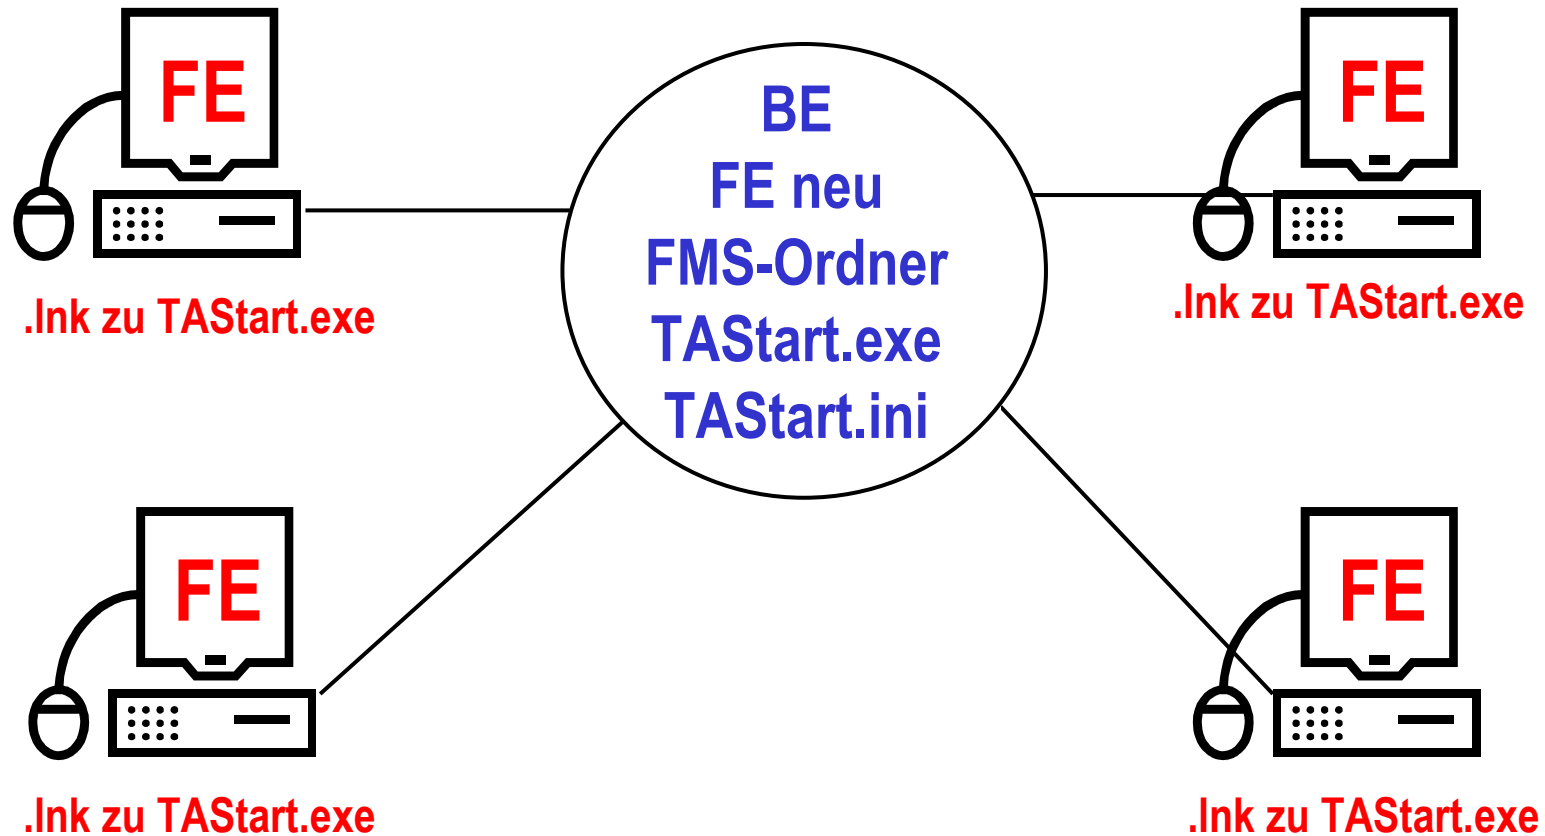 FE
.lnk zu TAStart.exe
BE
FE neu
FMS-Ordner
TAStart.exe
TAStart.ini
FE
.lnk zu TAStart.exe
FE
.lnk zu TAStart.exe
FE
.lnk zu TAStart.exe